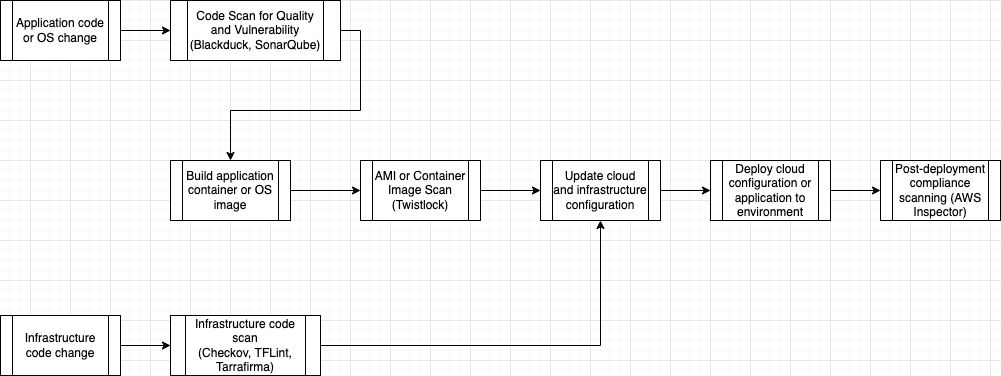 Application code
or OS change
Code Scan for Quality
and Vulnerability
(Blackduck, SonarQube)
Build application
container or OS
image
AMI or Container
Image Scan
(Twistlock)
Update cloud
and infrastructure
configuration
Deploy cloud
configuration or
application to
environment
Post-deployment
compliance
scanning (AWS
Inspector)
Infrastructure
code change
Infrastructure code
scan
(Checkov, TFLint,
Tarrafirma)